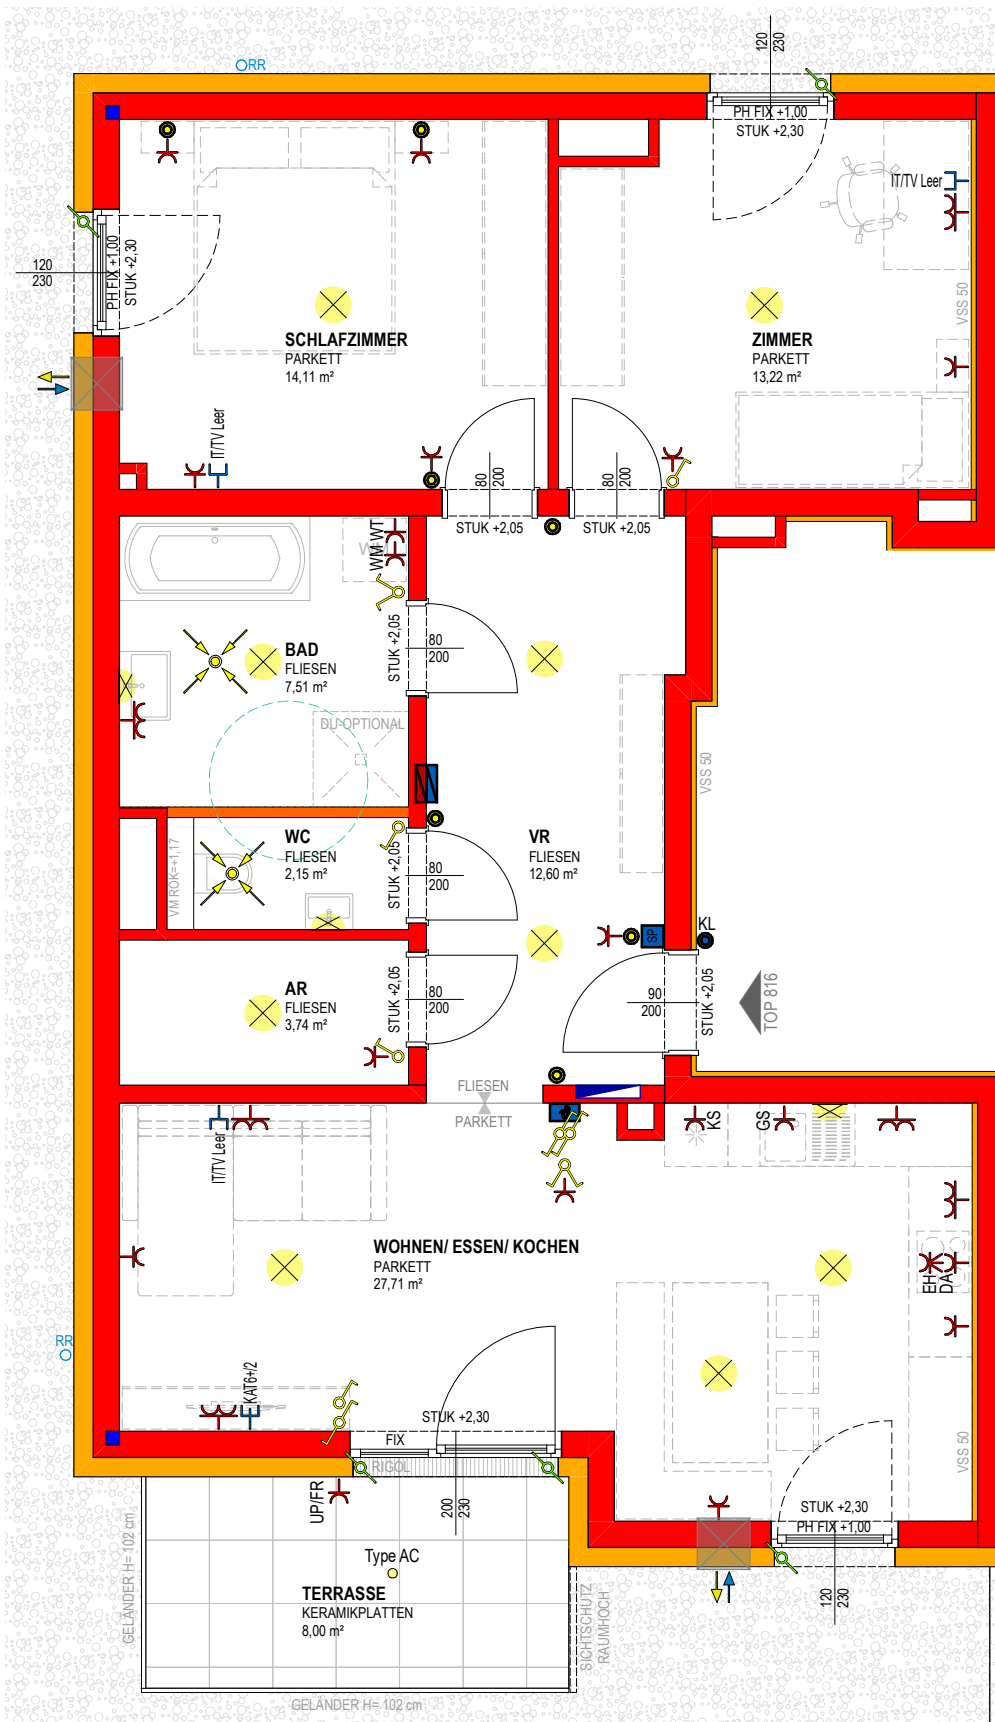 RR
120
230
PH FIX +1,00
STUK +2,30
IT/TV Leer
120
230
PH FIX +1,00
STUK +2,30
SCHLAFZIMMER
PARKETT
14,11 m²
ZIMMER
PARKETT
13,22 m²
VSS 50
IT/TV Leer
80
200
80
200
STUK +2,05
STUK +2,05
WM WT
WM
BAD
FLIESEN
7,51 m²
STUK +2,05
80
200
DU-OPTIONAL
VSS 50
WC
FLIESEN
2,15 m²
VM ROK=+1,17
STUK +2,05
80
200
VR
FLIESEN
12,60 m²
SP
KL
AR
FLIESEN
3,74 m²
STUK +2,05
80
200
90
200
STUK +2,05
TOP 816
FLIESEN
PARKETT
IT/TV Leer
KS
GS
WOHNEN/ ESSEN/ KOCHEN
PARKETT
27,71 m²
EH
DA
RR
KAT6+/2
STUK +2,30
FIX
RIGOL
VSS 50
UP/FR
200
230
STUK +2,30
PH FIX +1,00
Type AC
TERRASSE
KERAMIKPLATTEN
8,00 m²
GELÄNDER H= 102 cm
SICHTSCHUTZ
RAUMHOCH
120
230
GELÄNDER H= 102 cm